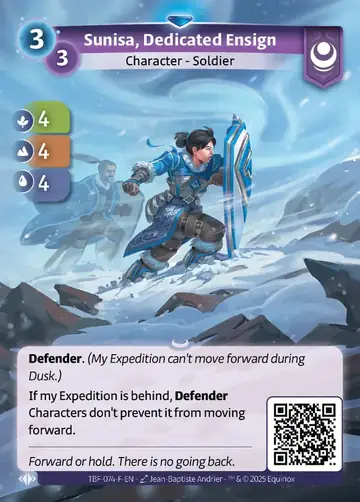 3
Sunisa, Dedicated Ensign
3
Character - Soldier
4
4
4
Defender. (My Expedition can't move forward during
Dusk.)
If my Expedition is behind, Defender
Characters don't prevent it from moving
forward.
Forward or hold. There is no going back.
TBF-074-F-EN - Jean-Baptiste Andrier - ™ & © 2025 Equinox